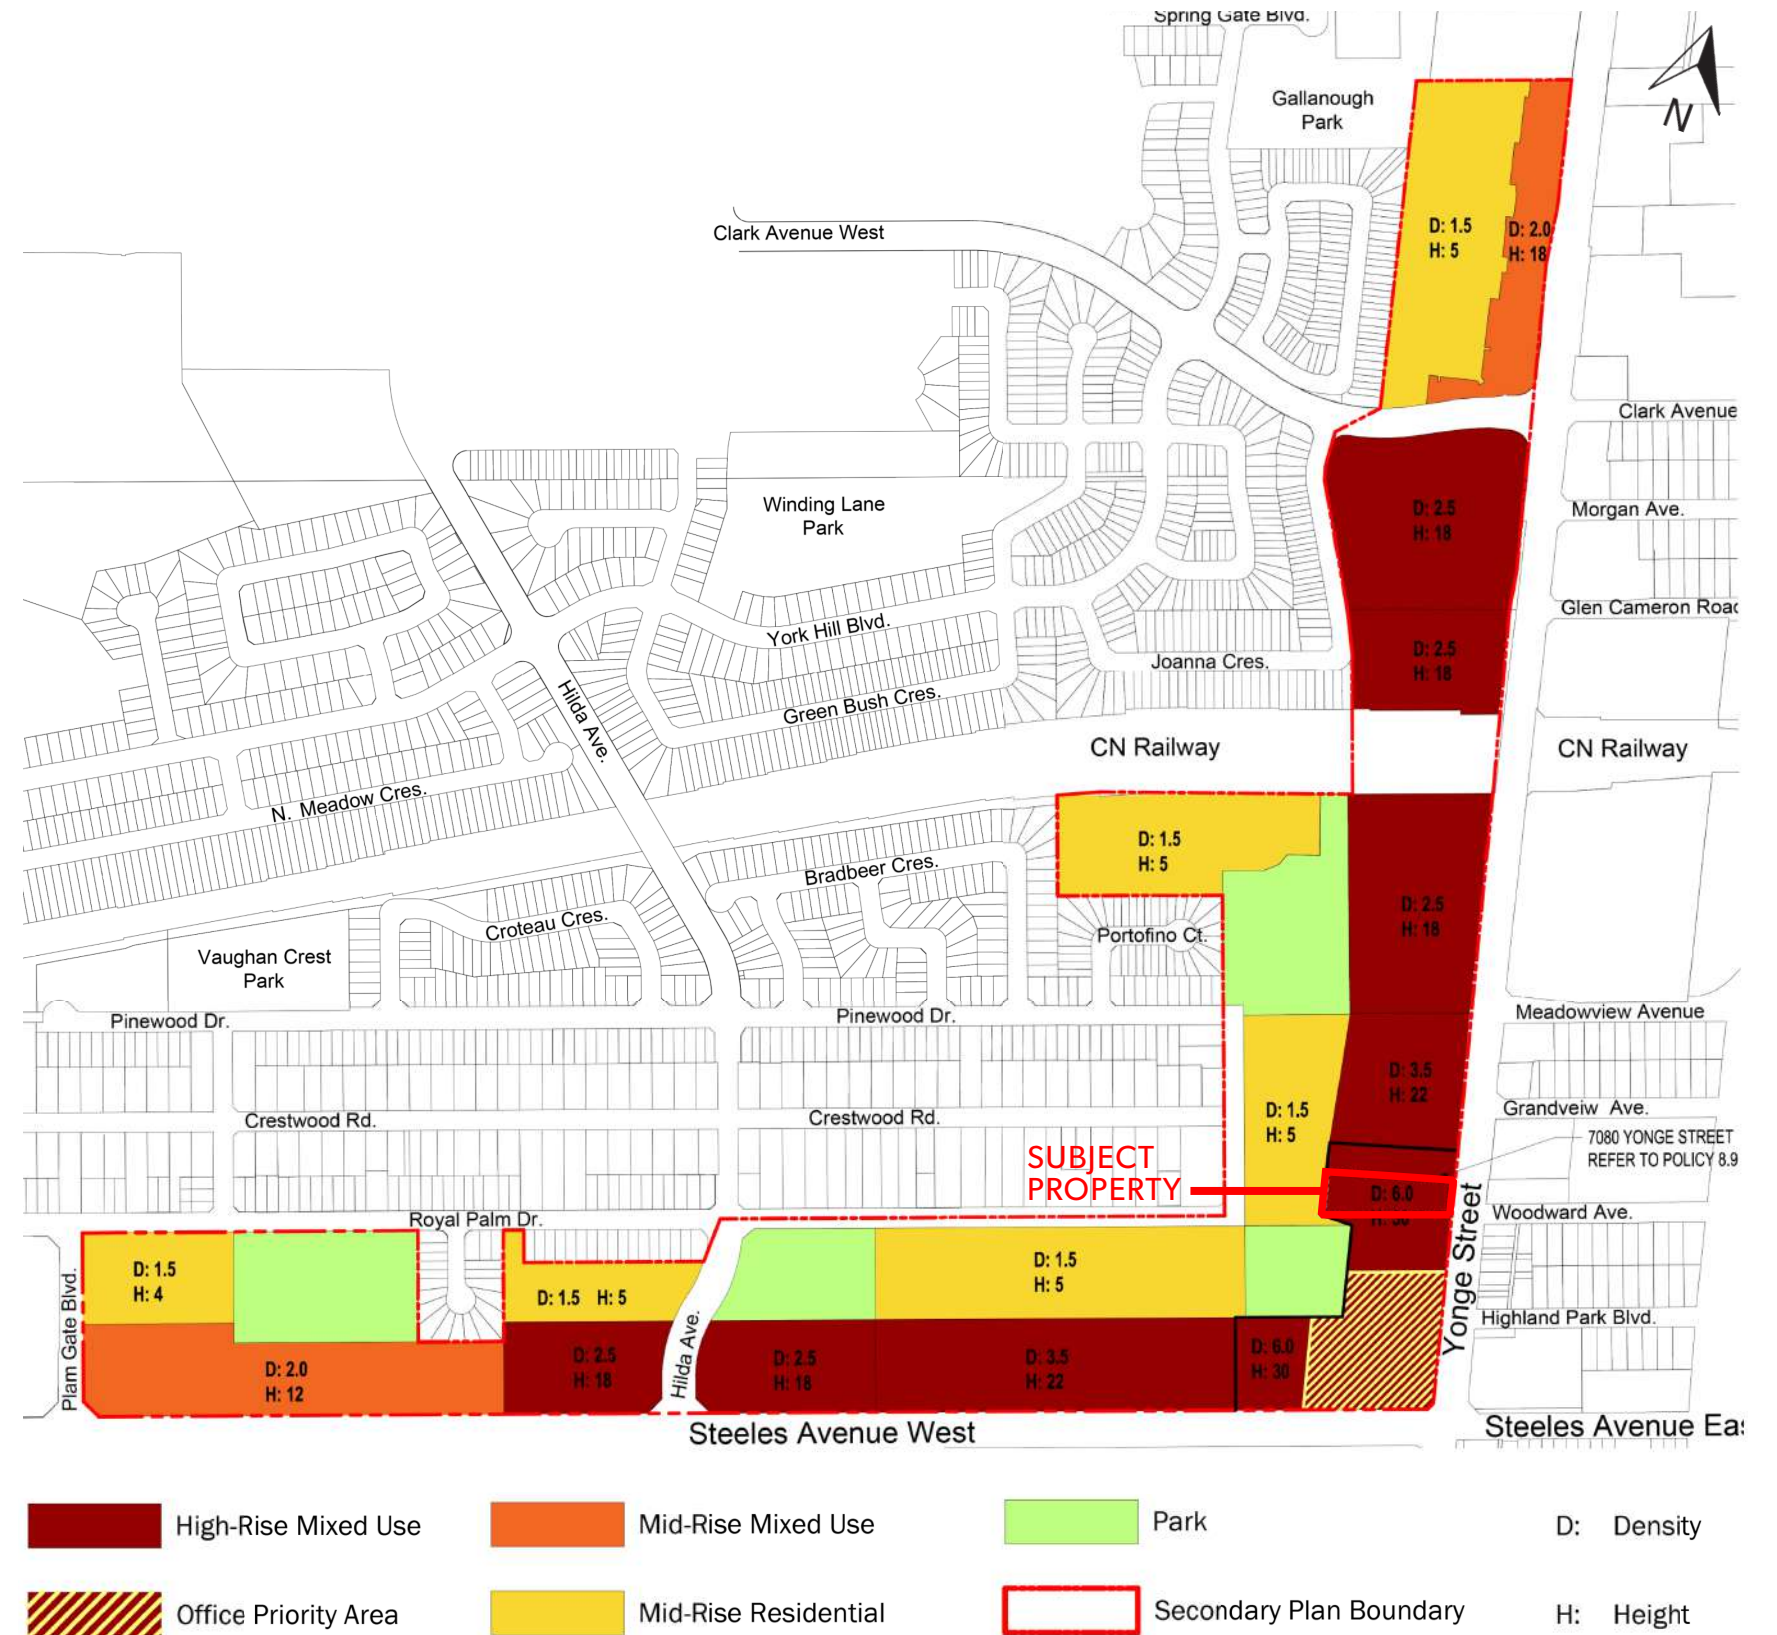 Spring Gate Blvd.
Gallanough
Park
N
Clark Avenue West
D: 1.5
H: 5
D: 2.0
H: 18
Clark Avenue
D: 2.5
H: 18
Morgan Ave.
Winding Lane
Park
Glen Cameron Road
York Hill Blvd.
D: 2.5
H: 18
Joanna Cres.
Hilda Ave.
Green Bush Cres.
CN Railway
CN Railway
N. Meadow Cres.
D: 1.5
H: 5
Bradbeer Cres.
D: 2.5
H: 18
Croteau Cres.
Portofino Ct.
Vaughan Crest
Park
Pinewood Dr.
Pinewood Dr.
Meadowview Avenue
D: 3.5
H: 22
D: 1.5
H: 5
Crestwood Rd.
Crestwood Rd.
Grandveiw Ave.
7080 YONGE STREET
REFER TO POLICY 8.9
SUBJECT
PROPERTY
D: 6.0
H: 30
Royal Palm Dr.
Woodward Ave.
Yonge Street
D: 1.5
H: 4
D: 1.5 H: 5
D: 1.5
H: 5
Plam Gate Blvd.
Highland Park Blvd.
D: 2.0
H: 12
D: 2.5
H: 18
Hilda Ave.
D: 2.5
H: 18
D: 3.5
H: 22
D: 6.0
H: 30
Steeles Avenue West
Steeles Avenue Eas
High-Rise Mixed Use
Mid-Rise Mixed Use
Park
D: Density
Office Priority Area
Mid-Rise Residential
Secondary Plan Boundary
H: Height